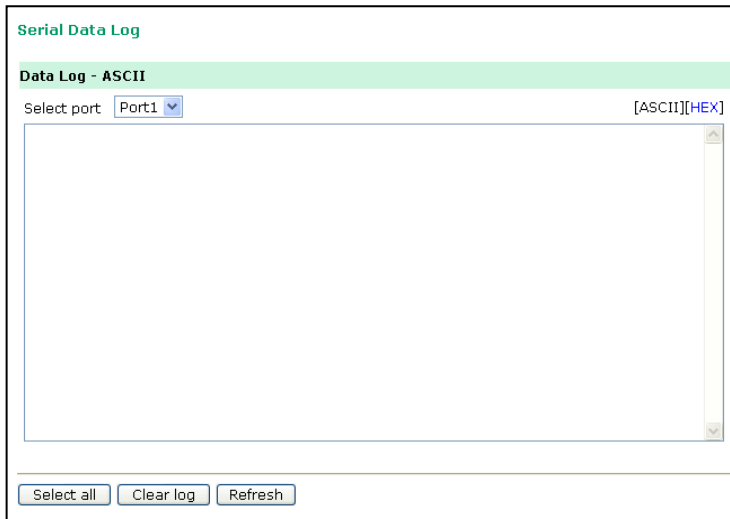 Serial Data Log
Data Log - ASCII
Select port Port1 [ASCII][HEX]
Select all Clear log Refresh